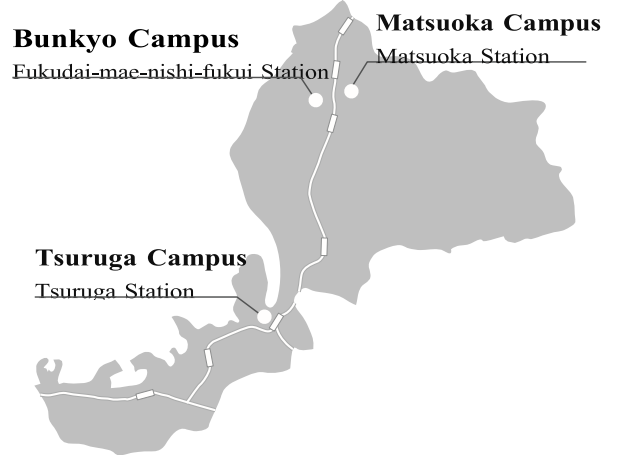 Bunkyo Campus
Fukudai-mae-nishi-fukui Station
Matsuoka Campus
Matsuoka Station
Tsuruga Campus
Tsuruga Station